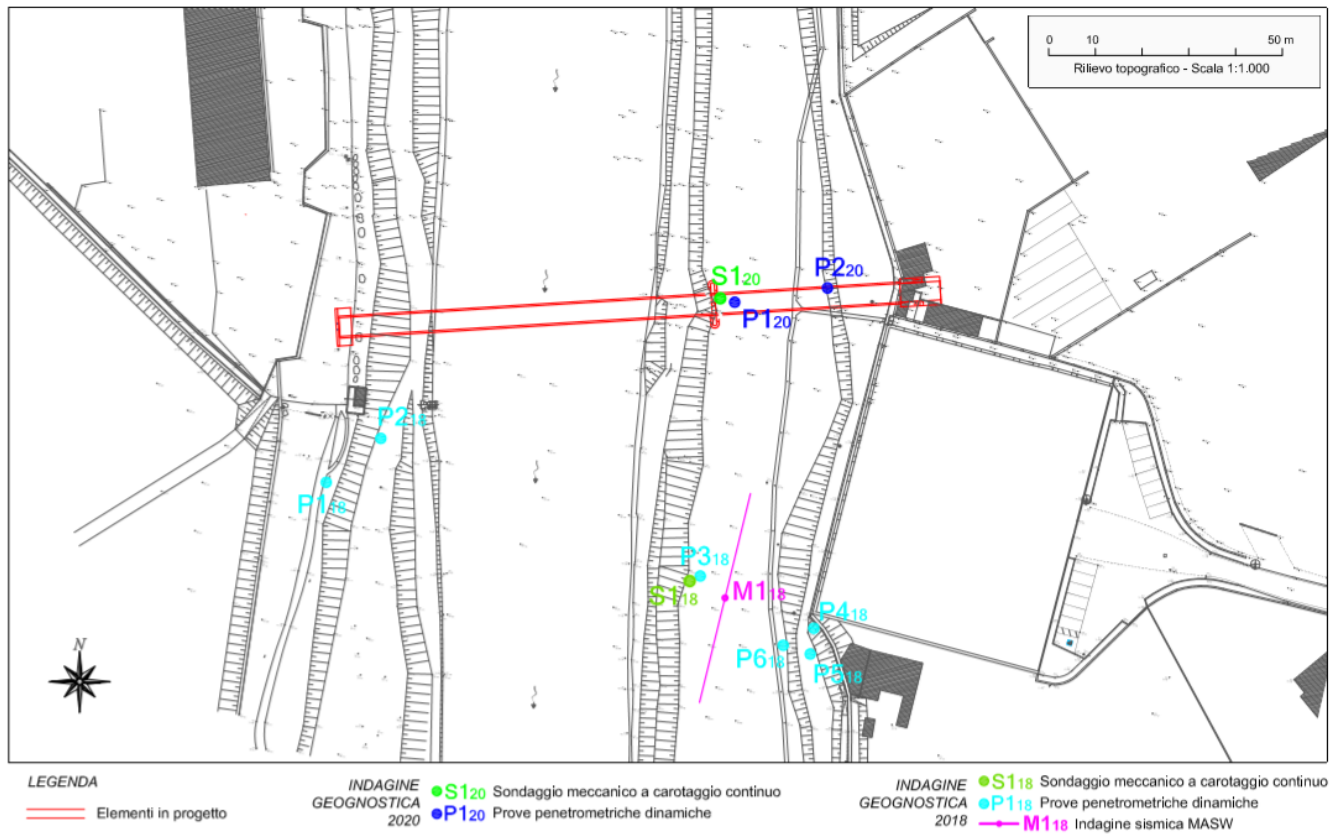 0 10 50 m
Rilievo topografico - Scala 1:1.000
S120
P220
P120
P218
P118
P318
S118
M118
P418
P618
P518
N
LEGENDA
Elementi in progetto
INDAGINE
GEOGNOSTICA
2020
S120 Sondaggio meccanico a carotaggio continuo
P120 Prove penetrometriche dinamiche
INDAGINE
GEOGNOSTICA
2018
S118 Sondaggio meccanico a carotaggio continuo
P118 Prove penetrometriche dinamiche
M118 Indagine sismica MASW